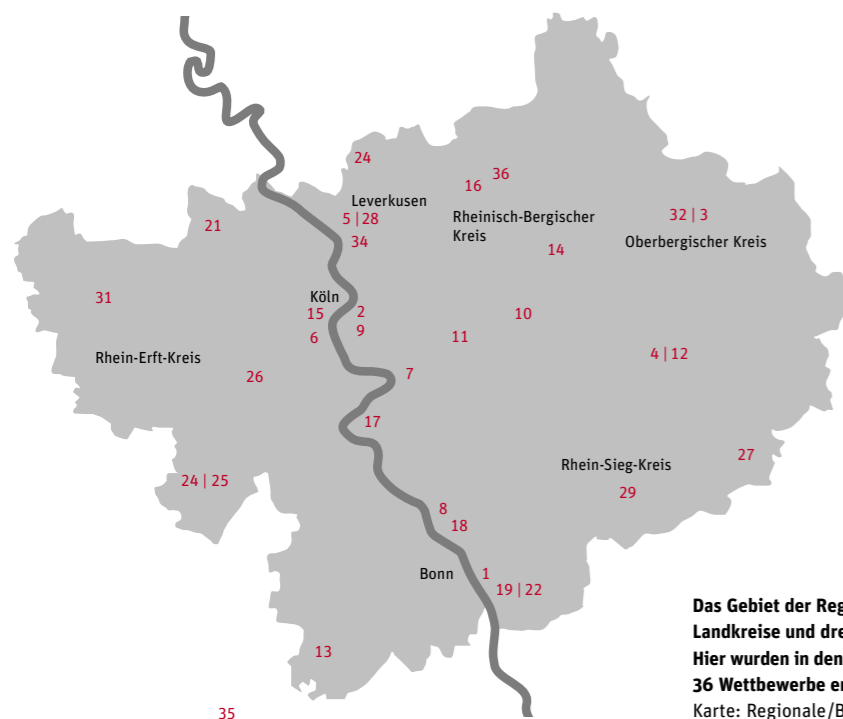 24
36
16
Leverkusen
5 | 28
Rheinisch-Bergischer
Kreis
32 | 3
21
34
14
Oberbergischer Kreis
31
Köln
15
2
10
6
9
11
Rhein-Erft-Kreis
4 | 12
26
7
17
27
Rhein-Sieg-Kreis
24 | 25
29
8
18
Bonn
1
19 | 22
13
35
Das Gebiet der Reg
Landkreise und dre
Hier wurden in den
36 Wettbewerbe er
Karte: Regionale/B